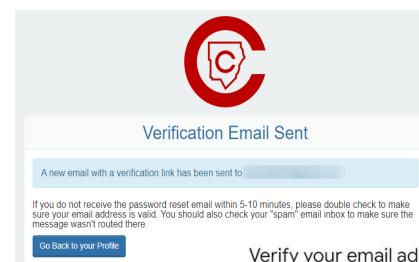 C
Verification Email Sent
A new email with a verification link has been sent to
If you do not receive the password reset email within 5-10 minutes, please double check to make
sure your email address is valid. You should also check your "spam" email inbox to make sure the
message wasn't routed there.
Go Back to your Profile
Verify your email ad